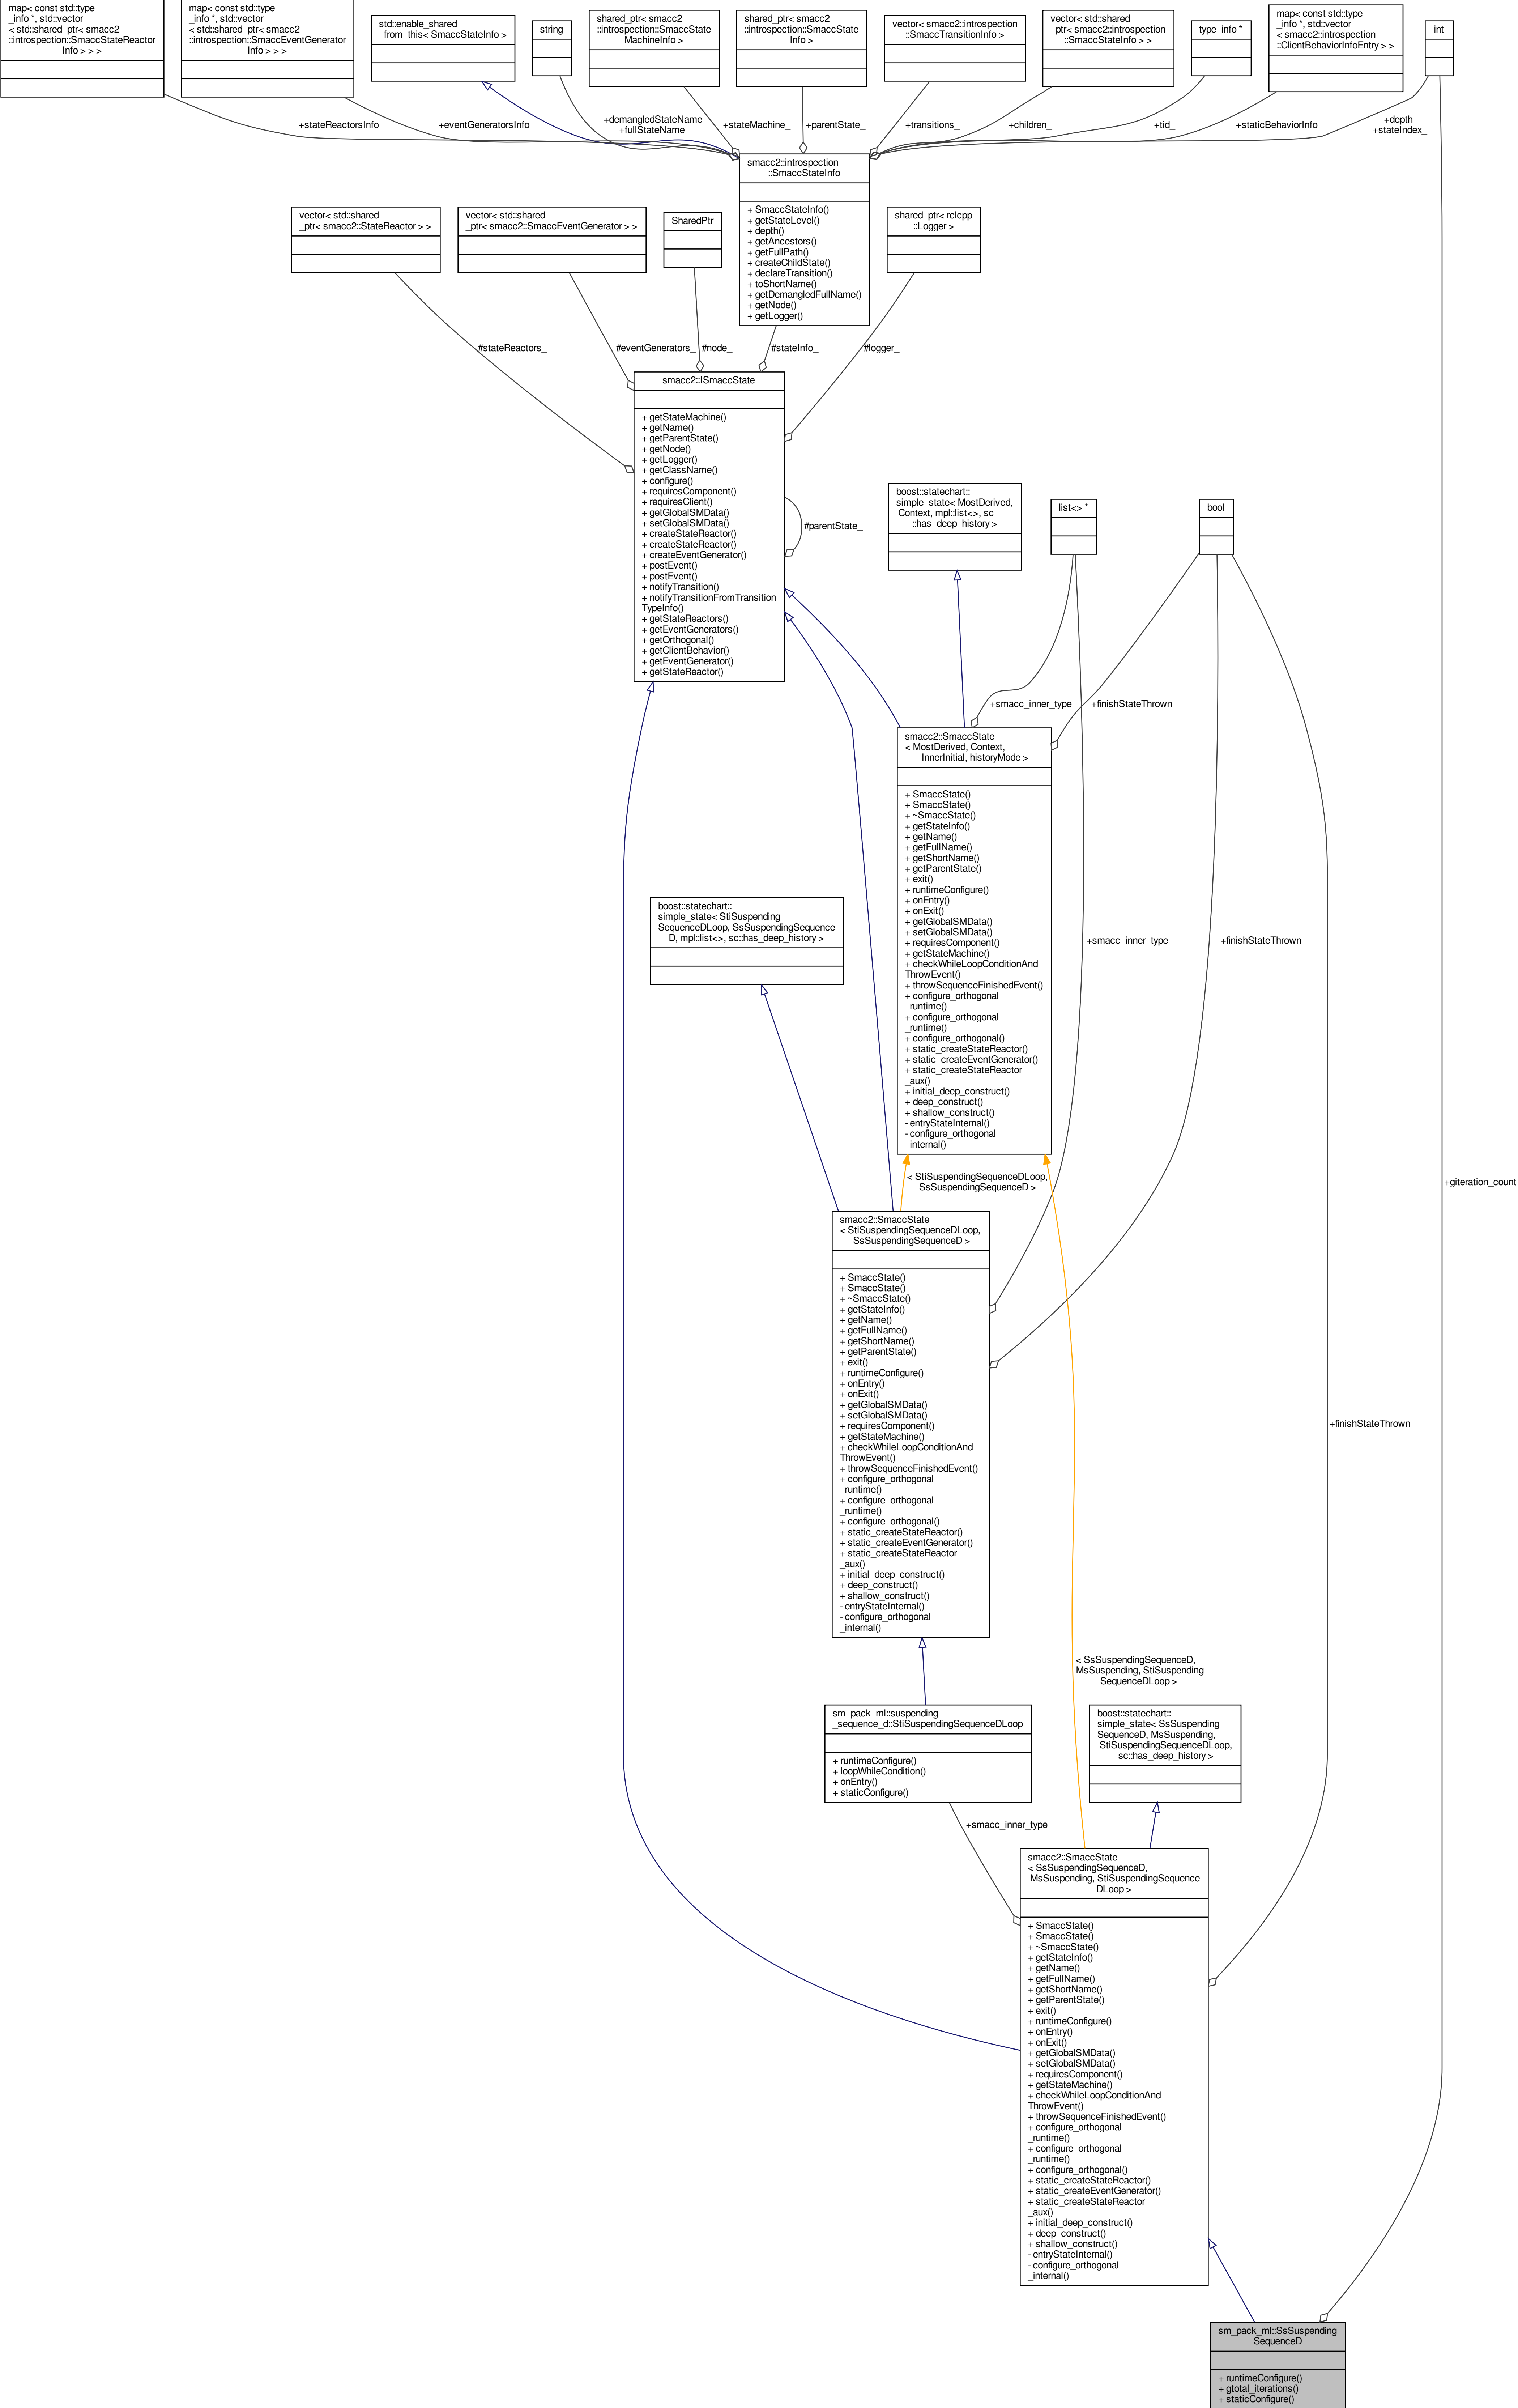 map< const std::type
_info *, std::vector
< std::shared_ptr< smacc2
::introspection::SmaccStateReactor
Info > > >
map< const std::type
_info *, std::vector
< std::shared_ptr< smacc2
::introspection::SmaccEventGenerator
Info > > >
std::enable_shared
_from_this< SmaccStateInfo >
string
shared_ptr< smacc2
::introspection::SmaccState
MachineInfo >
shared_ptr< smacc2
::introspection::SmaccState
Info >
vector< smacc2::introspection
::SmaccTransitionInfo >
vector< std::shared
_ptr< smacc2::introspection
::SmaccStateInfo > >
type_info *
map< const std::type
_info *, std::vector
< smacc2::introspection
::ClientBehaviorInfoEntry > >
int
+stateReactorsInfo
+eventGeneratorsInfo
+demangledStateName
+fullStateName
+stateMachine_
+parentState_
+transitions_
+children_
+tid_
+staticBehaviorInfo
+depth_
+stateIndex_
smacc2::introspection
::SmaccStateInfo
+ SmaccStateInfo()
+ getStateLevel()
+ depth()
+ getAncestors()
+ getFullPath()
+ createChildState()
+ declareTransition()
+ toShortName()
+ getDemangledFullName()
+ getNode()
+ getLogger()
vector< std::shared
_ptr< smacc2::StateReactor > >
vector< std::shared
_ptr< smacc2::SmaccEventGenerator > >
SharedPtr
shared_ptr< rclcpp
::Logger >
#stateReactors_
#eventGenerators_
#node_
#stateInfo_
#logger_
smacc2::ISmaccState
+ getStateMachine()
+ getName()
+ getParentState()
+ getNode()
+ getLogger()
+ getClassName()
+ configure()
+ requiresComponent()
+ requiresClient()
+ getGlobalSMData()
+ setGlobalSMData()
+ createStateReactor()
+ createStateReactor()
+ createEventGenerator()
+ postEvent()
+ postEvent()
+ notifyTransition()
+ notifyTransitionFromTransition
TypeInfo()
+ getStateReactors()
+ getEventGenerators()
+ getOrthogonal()
+ getClientBehavior()
+ getEventGenerator()
+ getStateReactor()
#parentState_
boost::statechart::
simple_state< MostDerived,
Context, mpl::list<>, sc
::has_deep_history >
list<> *
bool
+smacc_inner_type
+finishStateThrown
smacc2::SmaccState
< MostDerived, Context,
InnerInitial, historyMode >
+ SmaccState()
+ SmaccState()
+ ~SmaccState()
+ getStateInfo()
+ getName()
+ getFullName()
+ getShortName()
+ getParentState()
+ exit()
+ runtimeConfigure()
+ onEntry()
+ onExit()
+ getGlobalSMData()
+ setGlobalSMData()
+ requiresComponent()
+ getStateMachine()
+ checkWhileLoopConditionAnd
ThrowEvent()
+ throwSequenceFinishedEvent()
+ configure_orthogonal
_runtime()
+ configure_orthogonal
_runtime()
+ configure_orthogonal()
+ static_createStateReactor()
+ static_createEventGenerator()
+ static_createStateReactor
_aux()
+ initial_deep_construct()
+ deep_construct()
+ shallow_construct()
- entryStateInternal()
- configure_orthogonal
_internal()
boost::statechart::
simple_state< StiSuspending
SequenceDLoop, SsSuspendingSequence
D, mpl::list<>, sc::has_deep_history >
+smacc_inner_type
+finishStateThrown
< StiSuspendingSequenceDLoop,
SsSuspendingSequenceD >
+giteration_count
smacc2::SmaccState
< StiSuspendingSequenceDLoop,
SsSuspendingSequenceD >
+ SmaccState()
+ SmaccState()
+ ~SmaccState()
+ getStateInfo()
+ getName()
+ getFullName()
+ getShortName()
+ getParentState()
+ exit()
+ runtimeConfigure()
+ onEntry()
+ onExit()
+ getGlobalSMData()
+ setGlobalSMData()
+ requiresComponent()
+ getStateMachine()
+ checkWhileLoopConditionAnd
ThrowEvent()
+ throwSequenceFinishedEvent()
+ configure_orthogonal
_runtime()
+ configure_orthogonal
_runtime()
+ configure_orthogonal()
+ static_createStateReactor()
+ static_createEventGenerator()
+ static_createStateReactor
_aux()
+ initial_deep_construct()
+ deep_construct()
+ shallow_construct()
- entryStateInternal()
- configure_orthogonal
_internal()
+finishStateThrown
< SsSuspendingSequenceD,
MsSuspending, StiSuspending
SequenceDLoop >
sm_pack_ml::suspending
_sequence_d::StiSuspendingSequenceDLoop
+ runtimeConfigure()
+ loopWhileCondition()
+ onEntry()
+ staticConfigure()
boost::statechart::
simple_state< SsSuspending
SequenceD, MsSuspending,
StiSuspendingSequenceDLoop,
sc::has_deep_history >
+smacc_inner_type
smacc2::SmaccState
< SsSuspendingSequenceD,
MsSuspending, StiSuspendingSequence
DLoop >
+ SmaccState()
+ SmaccState()
+ ~SmaccState()
+ getStateInfo()
+ getName()
+ getFullName()
+ getShortName()
+ getParentState()
+ exit()
+ runtimeConfigure()
+ onEntry()
+ onExit()
+ getGlobalSMData()
+ setGlobalSMData()
+ requiresComponent()
+ getStateMachine()
+ checkWhileLoopConditionAnd
ThrowEvent()
+ throwSequenceFinishedEvent()
+ configure_orthogonal
_runtime()
+ configure_orthogonal
_runtime()
+ configure_orthogonal()
+ static_createStateReactor()
+ static_createEventGenerator()
+ static_createStateReactor
_aux()
+ initial_deep_construct()
+ deep_construct()
+ shallow_construct()
- entryStateInternal()
- configure_orthogonal
_internal()
sm_pack_ml::SsSuspending
SequenceD
+ runtimeConfigure()
+ gtotal_iterations()
+ staticConfigure()